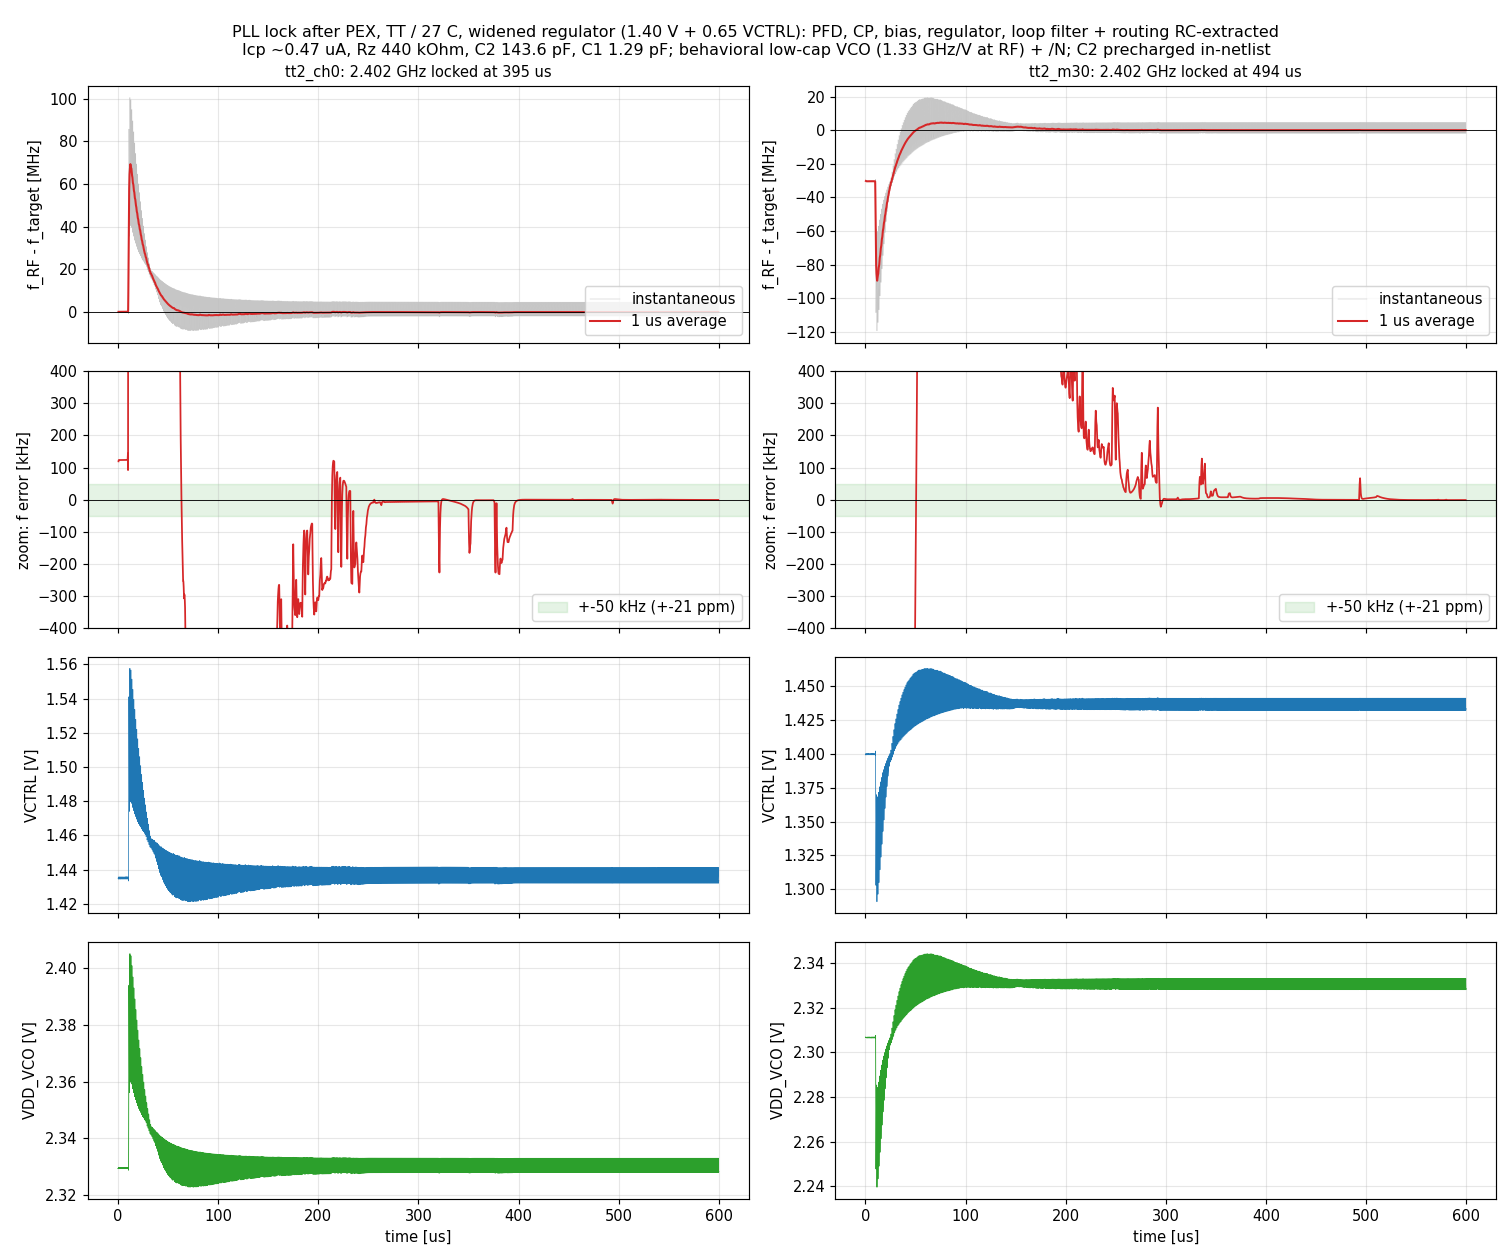 PLL lock after PEX, TT / 27 C, widened regulator (1.40 V + 0.65 VCTRL): PFD, CP, bias, regulator, loop filter + routing RC-extracted
Icp ~0.47 uA, Rz 440 kOhm, C2 143.6 pF, C1 1.29 pF; behavioral low-cap VCO (1.33 GHz/V at RF) + /N; C2 precharged in-netlist
tt2_ch0: 2.402 GHz locked at 395 us
100
80
60
40
20
0
f_RF - f_target [MHz]
instantaneous
1 us average
tt2_m30: 2.402 GHz locked at 494 us
20
0
−20
−40
−60
−80
−100
−120
f_RF - f_target [MHz]
instantaneous
1 us average
400
300
200
100
0
−100
−200
−300
−400
zoom: f error [kHz]
+-50 kHz (+-21 ppm)
400
300
200
100
0
−100
−200
−300
−400
zoom: f error [kHz]
+-50 kHz (+-21 ppm)
1.56
1.54
1.52
1.50
1.48
1.46
1.44
1.42
VCTRL [V]
1.450
1.425
1.400
1.375
1.350
1.325
1.300
VCTRL [V]
2.40
2.38
2.36
2.34
2.32
VDD_VCO [V]
0 100 200 300 400 500 600
time [us]
2.34
2.32
2.30
2.28
2.26
2.24
VDD_VCO [V]
0 100 200 300 400 500 600
time [us]